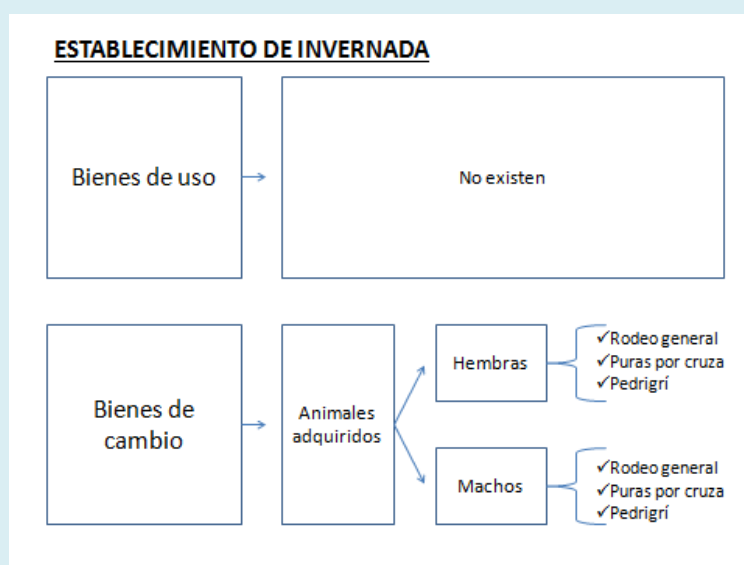 ESTABLECIMIENTO DE INVERNADA
Bienes de uso
No existen
Bienes de
cambio
Animales
adquiridos
Hembras
✓Rodeo general
✓Puras por cruza
✓Pedrigrí
Machos
✓Rodeo general
✓Puras por cruza
✓Pedrigrí